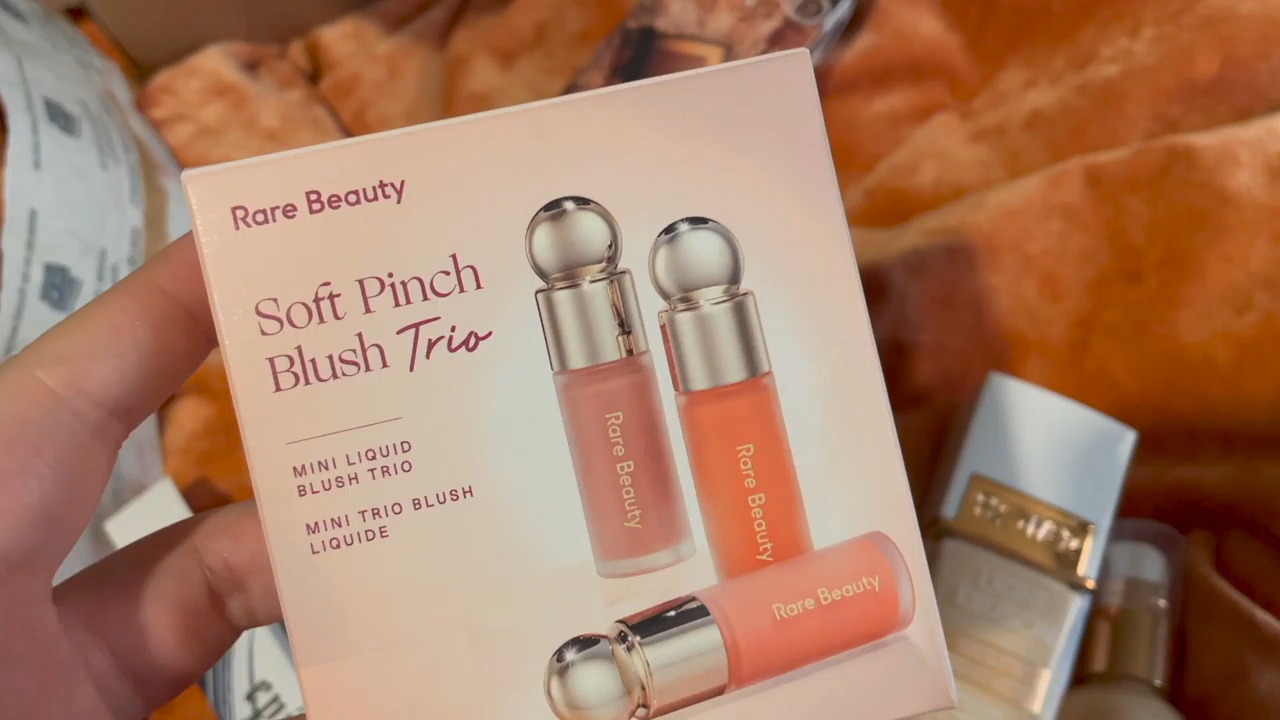 Rare Beauty
Soft Pinch
Blush Trio
MINI LIQUID
BLUSH TRIO
MINI TRIO BLUSH
LIQUIDE
Rare Beauty
Rare Beauty
Rare Beauty